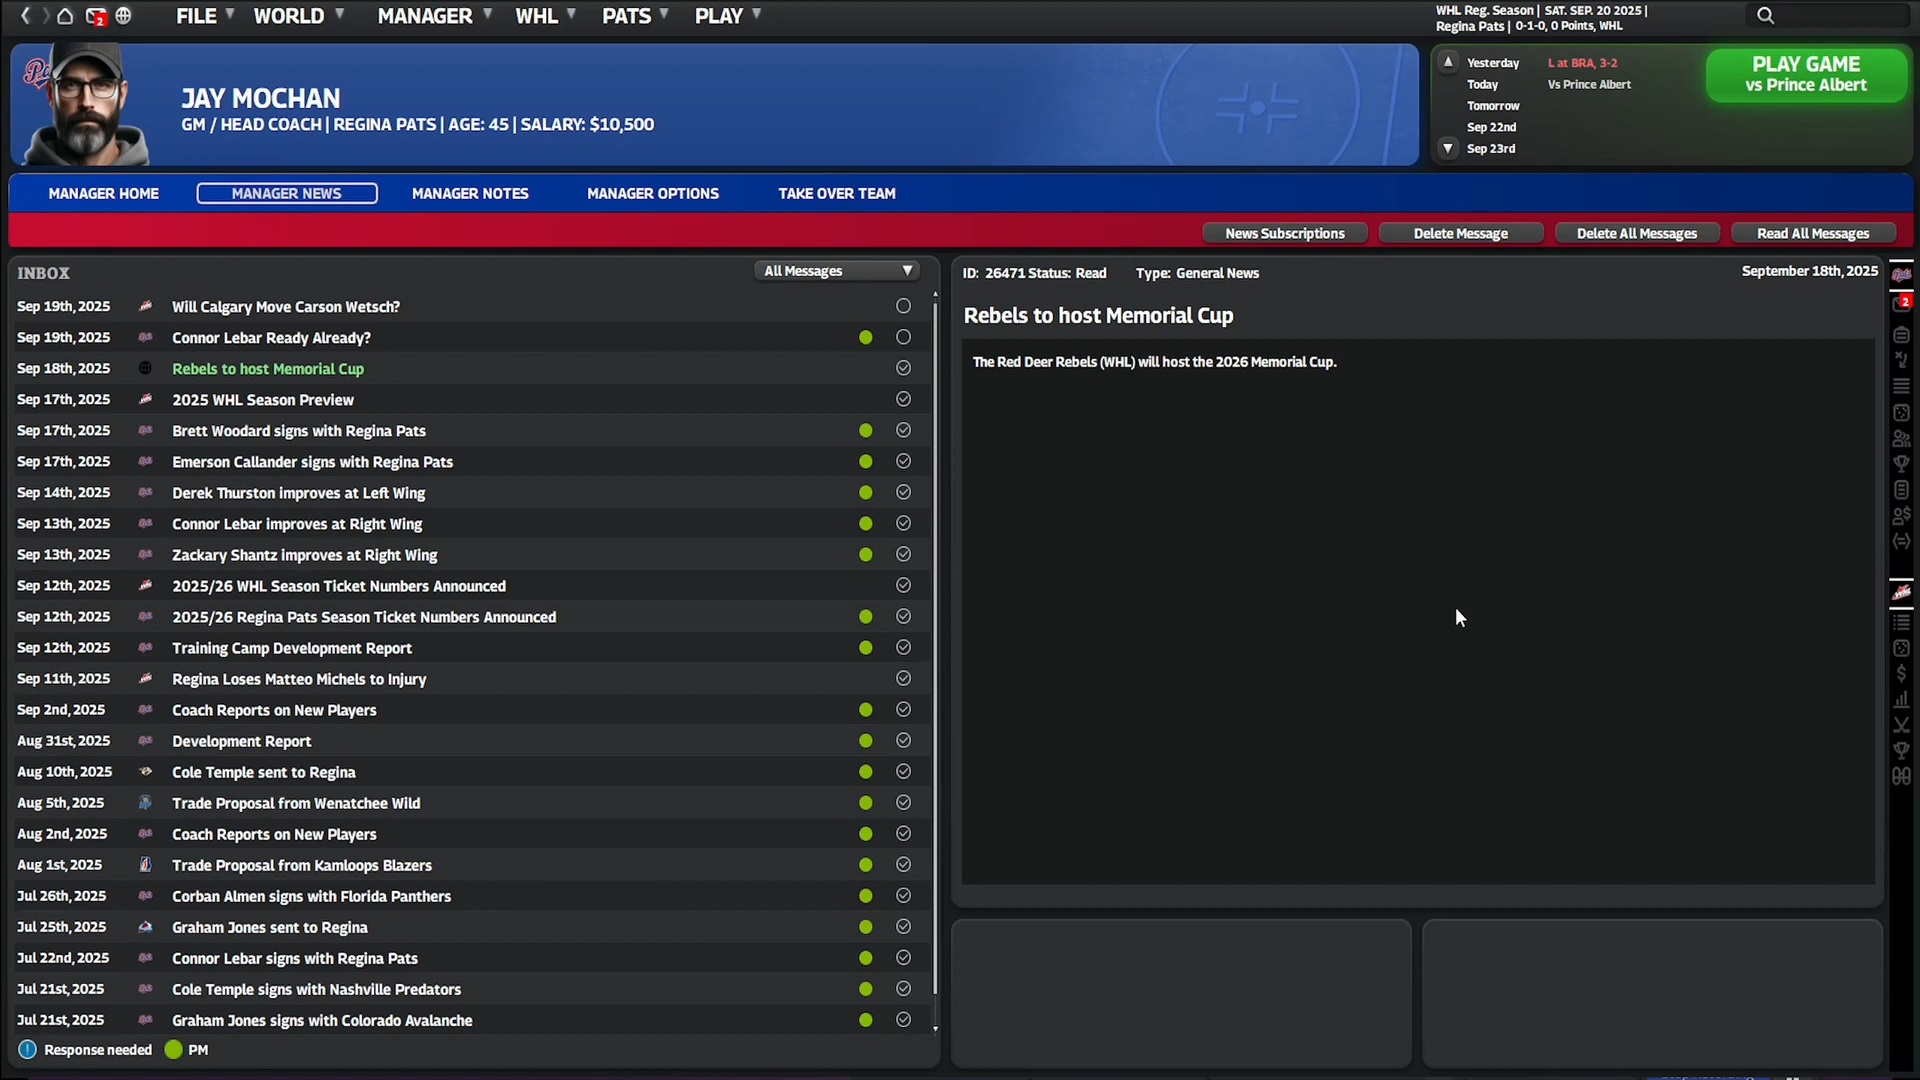 2
FILE
WORLD
MANAGER
WHL
PATS
PLAY
WHL Reg. Season | SAT. SEP. 20 2025 |
Regina Pats | 0-1-0, 0 Points, WHL
JAY MOCHAN
GM / HEAD COACH | REGINA PATS | AGE: 45 | SALARY: $10,500
Yesterday L at BRA, 3-2
Today Vs Prince Albert
Tomorrow
Sep 22nd
Sep 23rd
PLAY GAME
vs Prince Albert
MANAGER HOME
MANAGER NEWS
MANAGER NOTES
MANAGER OPTIONS
TAKE OVER TEAM
News Subscriptions
Delete Message
Delete All Messages
Read All Messages
INBOX
All Messages
Sep 19th, 2025 Will Calgary Move Carson Wetsch?
Sep 19th, 2025 Connor Lebar Ready Already?
Sep 18th, 2025 Rebels to host Memorial Cup
Sep 17th, 2025 2025 WHL Season Preview
Sep 17th, 2025 Brett Woodard signs with Regina Pats
Sep 17th, 2025 Emerson Callander signs with Regina Pats
Sep 14th, 2025 Derek Thurston improves at Left Wing
Sep 13th, 2025 Connor Lebar improves at Right Wing
Sep 13th, 2025 Zackary Shantz improves at Right Wing
Sep 12th, 2025 2025/26 WHL Season Ticket Numbers Announced
Sep 12th, 2025 2025/26 Regina Pats Season Ticket Numbers Announced
Sep 12th, 2025 Training Camp Development Report
Sep 11th, 2025 Regina Loses Matteo Michels to Injury
Sep 2nd, 2025 Coach Reports on New Players
Aug 31st, 2025 Development Report
Aug 10th, 2025 Cole Temple sent to Regina
Aug 5th, 2025 Trade Proposal from Wenatchee Wild
Aug 2nd, 2025 Coach Reports on New Players
Aug 1st, 2025 Trade Proposal from Kamloops Blazers
Jul 26th, 2025 Corban Almen signs with Florida Panthers
Jul 25th, 2025 Graham Jones sent to Regina
Jul 22nd, 2025 Connor Lebar signs with Regina Pats
Jul 21st, 2025 Cole Temple signs with Nashville Predators
Jul 21st, 2025 Graham Jones signs with Colorado Avalanche
Response needed
PM
ID: 26471 Status: Read Type: General News
September 18th, 2025
Rebels to host Memorial Cup
The Red Deer Rebels (WHL) will host the 2026 Memorial Cup.
2